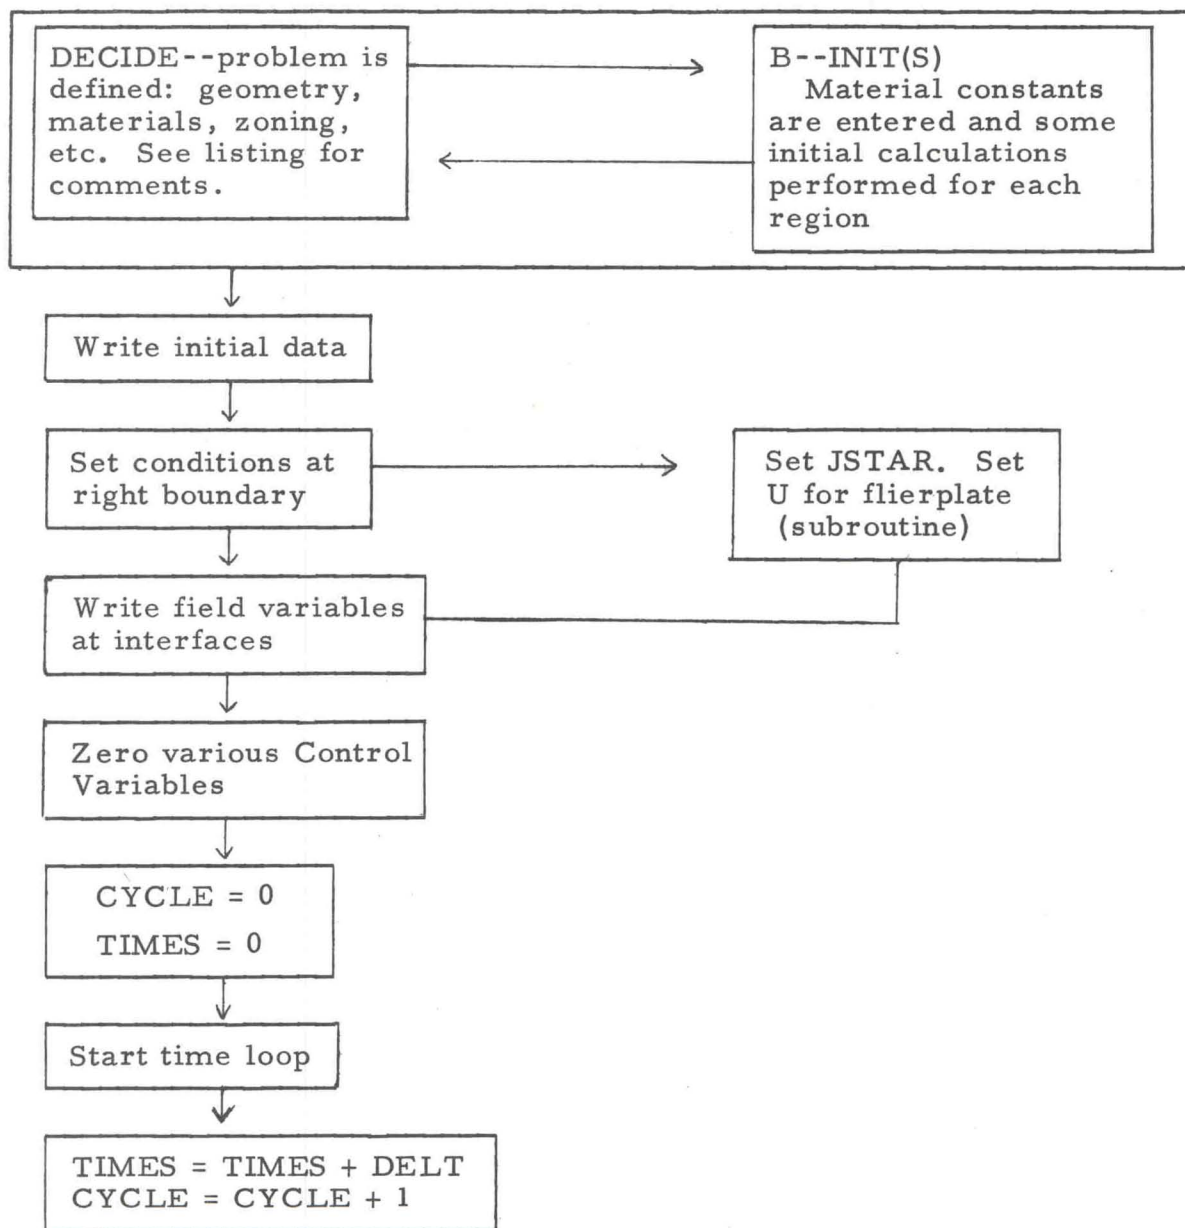 DECIDE--problem is
defined: geometry,
materials, zoning,
etc. See listing for
comments.
B--INIT(S)
Material constants
are entered and some
initial calculations
performed for each
region
Write initial data
Set conditions at
right boundary
Set JSTAR. Set
U for flierplate
(subroutine)
Write field variables
at interfaces
Zero various Control
Variables
CYCLE = 0
TIMES = 0
Start time loop
TIMES = TIMES + DELT
CYCLE = CYCLE + 1